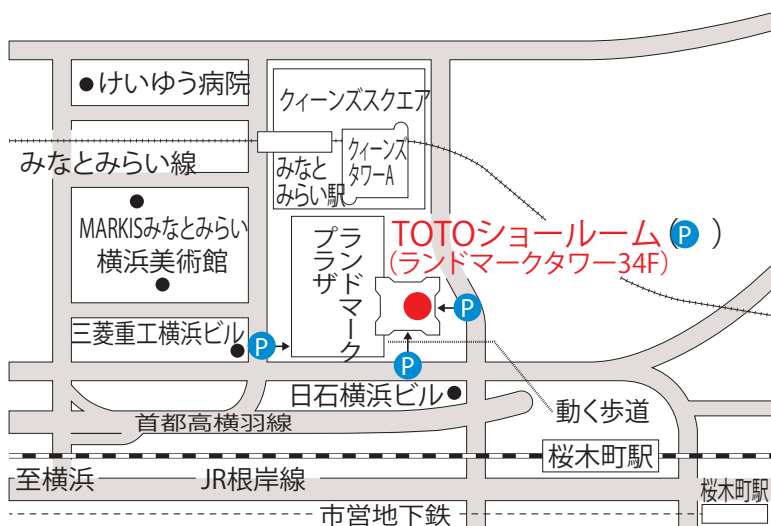 けいゆう病院
クィーンズスクエア
みなとみらい線
みなと
みらい駅
クィーンズ
タワーA
MARKISみなとみらい
横浜美術館
ランドマーク
プラザ
TOTOショールーム(P)
(ランドマークタワー34F)
三菱重工横浜ビル
P
P
P
日石横浜ビル
動く歩道
首都高横羽線
桜木町駅
至横浜
JR根岸線
桜木町駅
市営地下鉄